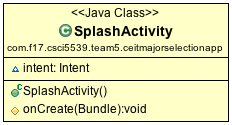 <<Java Class>>
SplashActivity
com.f17.csci5539.team5.ceitmajorselectionapp
intent: Intent
SplashActivity()
onCreate(Bundle):void